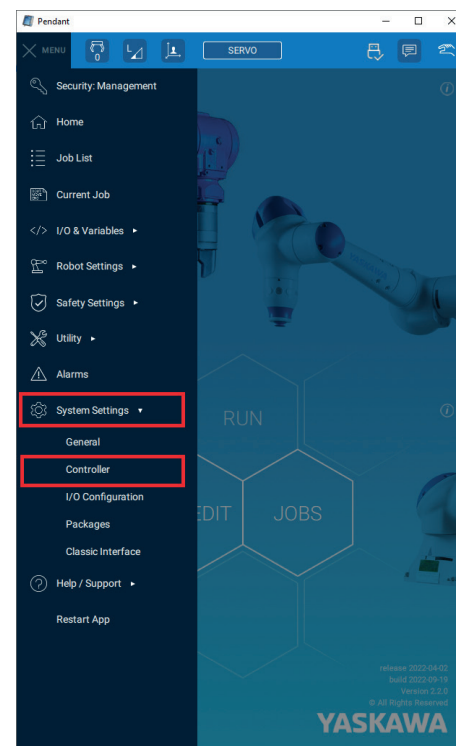 Pendant
MENU
0
L
SERVO
Security: Management
Home
Job List
Current Job
</> I/O & Variables
Robot Settings
Safety Settings
Utility
Alarms
System Settings
General
Controller
I/O Configuration
Packages
Classic Interface
Help / Support
Restart App
RUN
EDIT
JOBS
release 2022-04-02
build 2022-09-19
Version 2.2.0
© All Rights Reserved
YASKAWA